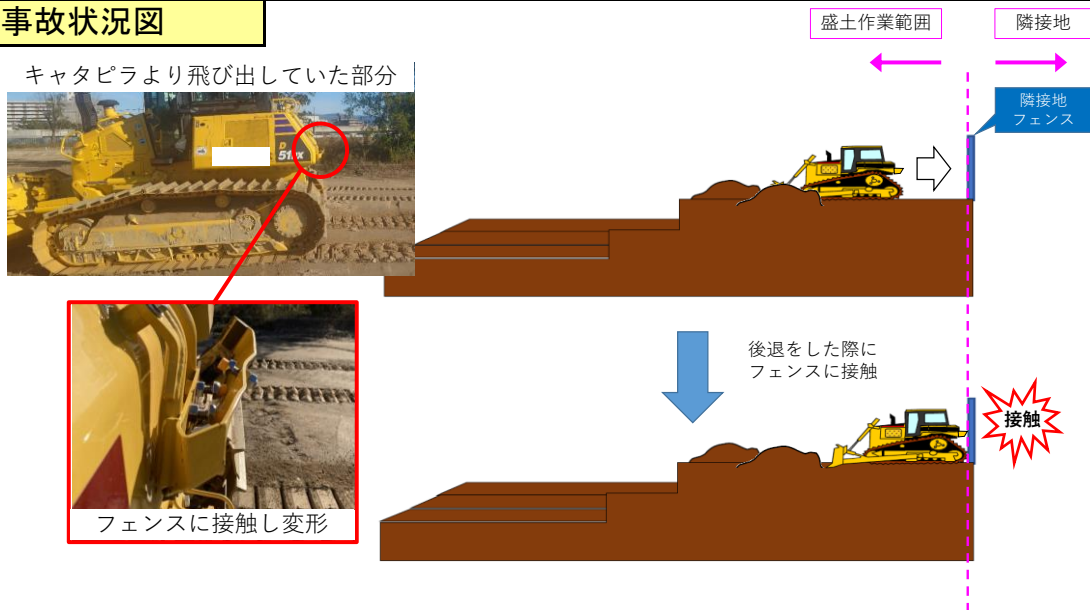 事故状況図
盛土作業範囲
隣接地
キャタピラより飛び出していた部分
隣接地
フェンス
D
51PX
後退をした際に
フェンスに接触
接触
フェンスに接触し変形